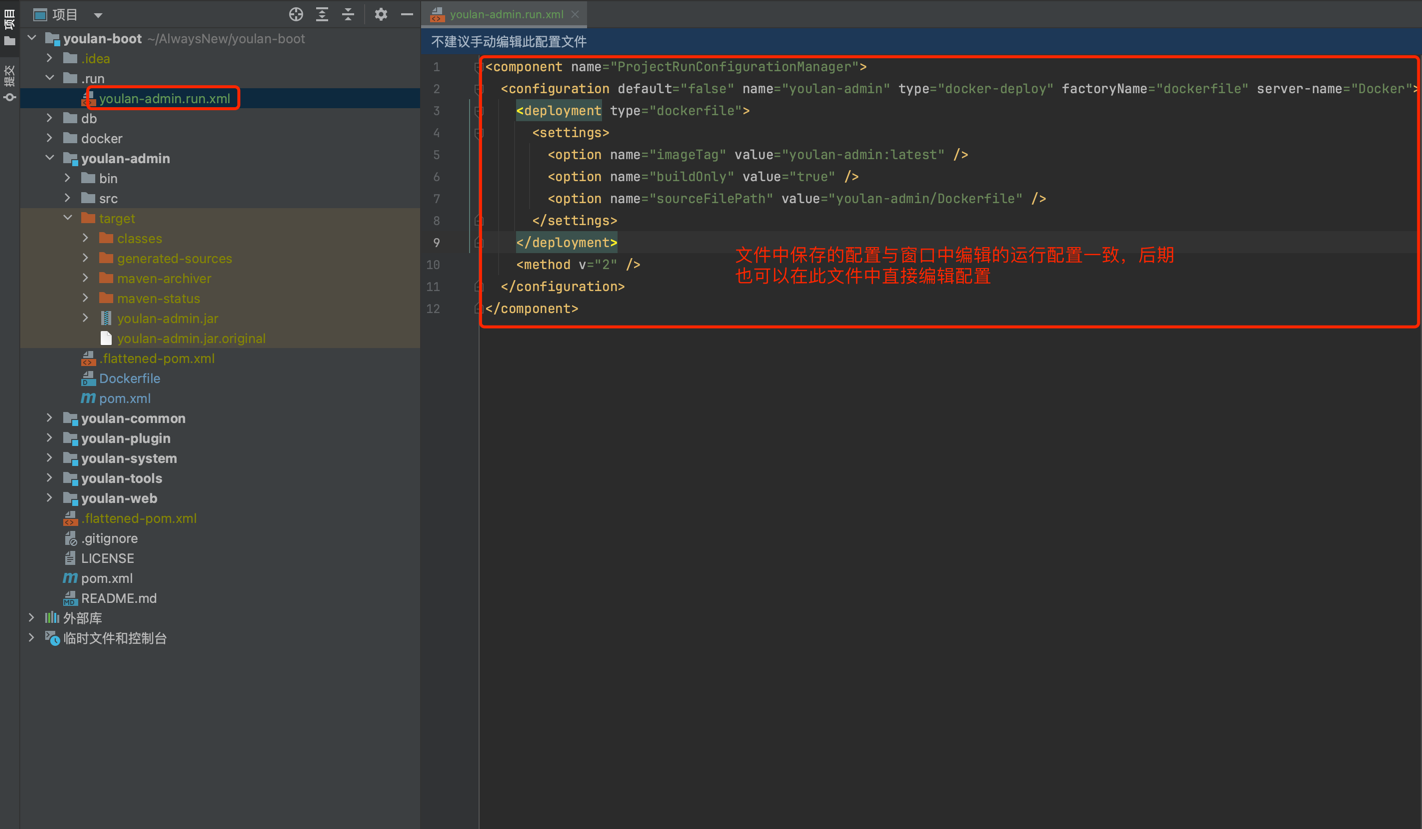 项目
提交
项目
youlan-boot ~/AlwaysNew/youlan-boot
.idea
.run
youlan-admin.run.xml
db
docker
youlan-admin
bin
src
target
classes
generated-sources
maven-archiver
maven-status
youlan-admin.jar
youlan-admin.jar.original
.flattened-pom.xml
Dockerfile
pom.xml
youlan-common
youlan-plugin
youlan-system
youlan-tools
youlan-web
.flattened-pom.xml
.gitignore
LICENSE
pom.xml
README.md
外部库
临时文件和控制台
youlan-admin.run.xml
不建议手动编辑此配置文件
1 <component name="ProjectRunConfigurationManager">
2 <configuration default="false" name="youlan-admin" type="docker-deploy" factoryName="dockerfile" server-name="Docker">
3 <deployment type="dockerfile">
4 <settings>
5 <option name="imageTag" value="youlan-admin:latest" />
6 <option name="buildOnly" value="true" />
7 <option name="sourceFilePath" value="youlan-admin/Dockerfile" />
8 </settings>
9 </deployment>
10 <method v="2" />
11 </configuration>
12 </component>
文件中保存的配置与窗口中编辑的运行配置一致，后期
也可以在此文件中直接编辑配置